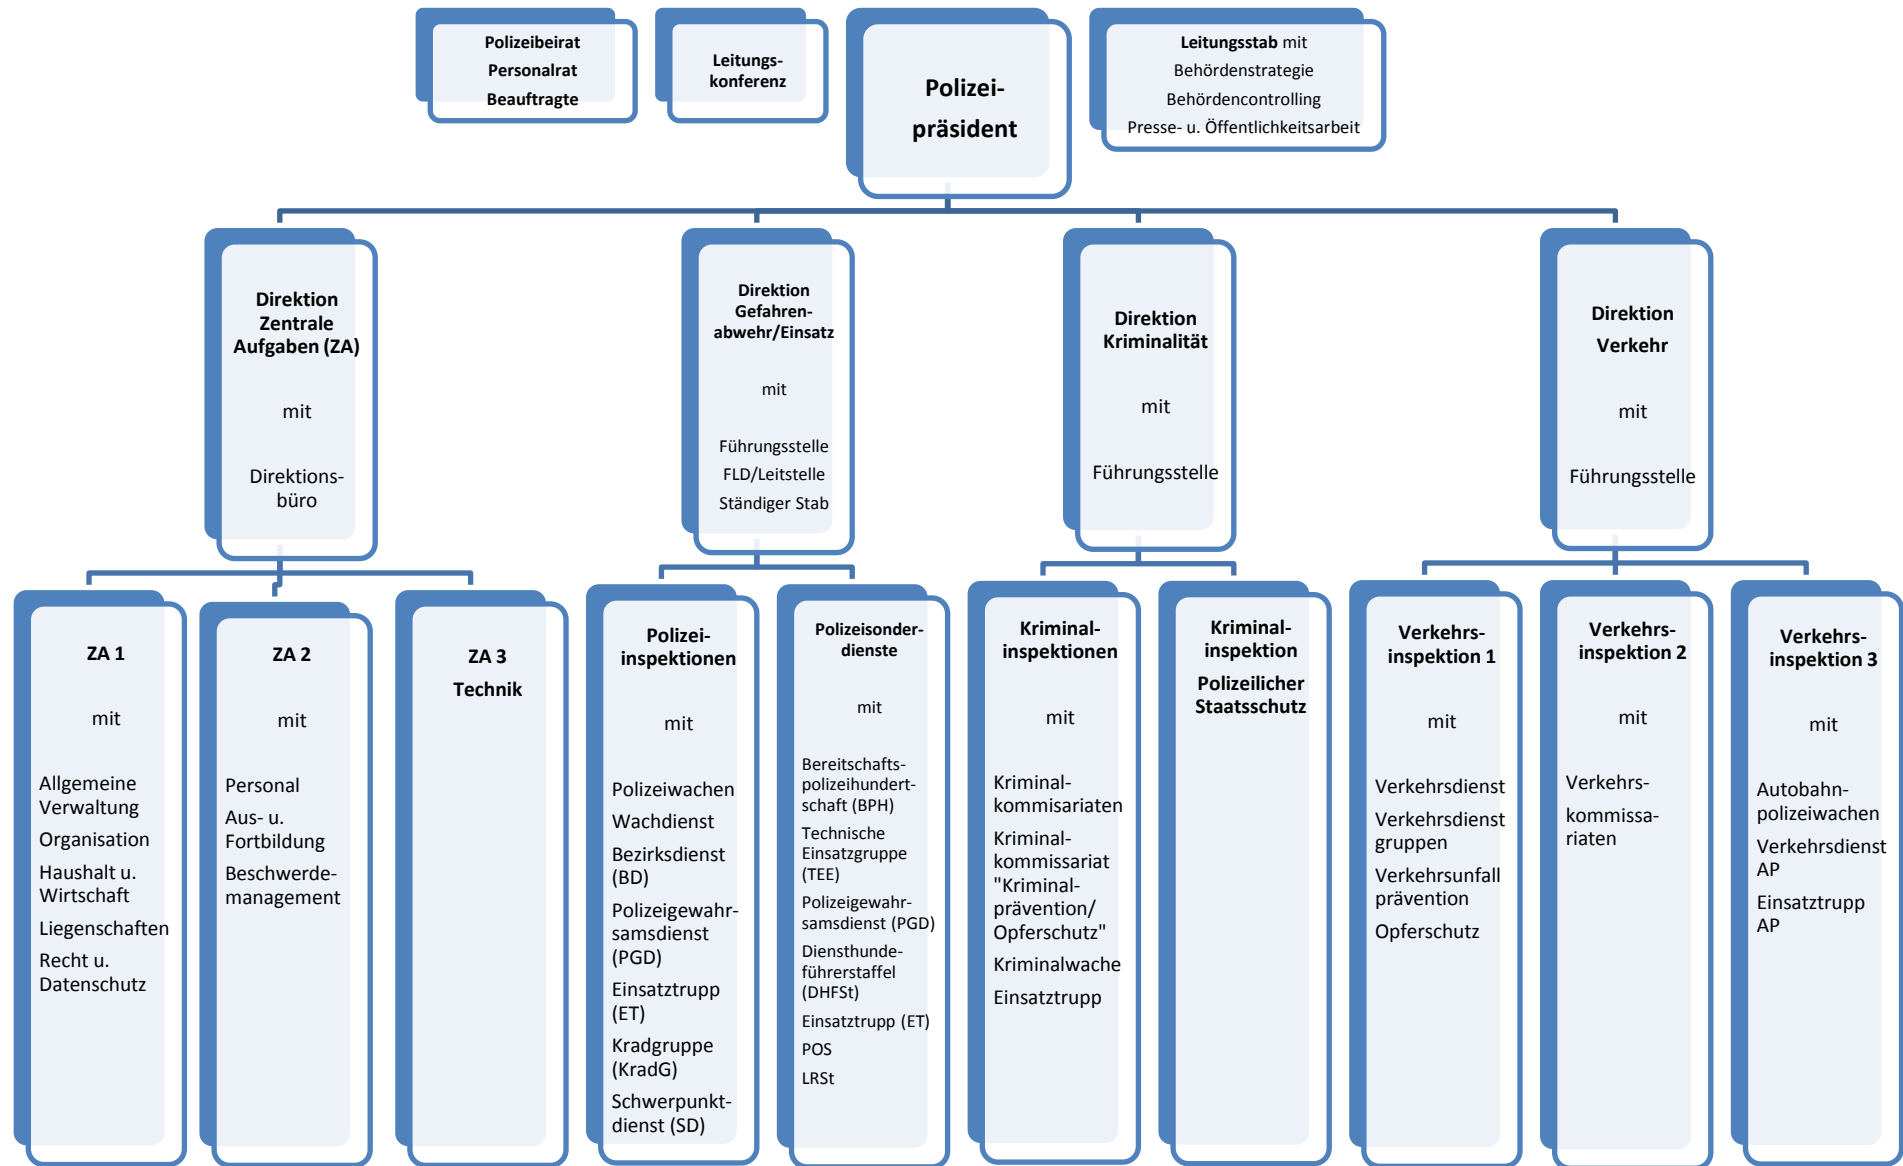 Polizeibeirat
Personalrat
Beauftragte
Leitungs-
konferenz
Polizei-
präsident
Leitungsstab mit
Behördenstrategie
Behördencontrolling
Presse- u. Öffentlichkeitsarbeit
Direktion
Zentrale
Aufgaben (ZA)
mit
Direktions-
büro
Direktion
Gefahren-
abwehr/Einsatz
mit
Führungsstelle
FLD/Leitstelle
Ständiger Stab
Direktion
Kriminalität
mit
Führungsstelle
Direktion
Verkehr
mit
Führungsstelle
ZA 1
mit
Allgemeine
Verwaltung
Organisation
Haushalt u.
Wirtschaft
Liegenschaften
Recht u.
Datenschutz
ZA 2
mit
Personal
Aus- u.
Fortbildung
Beschwerde-
management
ZA 3
Technik
Polizei-
inspektionen
mit
Polizeiwachen
Wachdienst
Bezirksdienst
(BD)
Polizeigewahr-
samsdienst
(PGD)
Einsatztrupp
(ET)
Kradgruppe
(KradG)
Schwerpunkt-
dienst (SD)
Polizeisonder-
dienste
mit
Bereitschafts-
polizeihundert-
schaft (BPH)
Technische
Einsatzgruppe
(TEE)
Polizeigewahr-
samsdienst (PGD)
Diensthunde-
führerstaffel
(DHFSt)
Einsatztrupp (ET)
POS
LRSt
Kriminal-
inspektionen
mit
Kriminal-
kommisariaten
Kriminal-
kommissariat
"Kriminal-
prävention/
Opferschutz"
Kriminalwache
Einsatztrupp
Kriminal-
inspektion
Polizeilicher
Staatsschutz
Verkehrs-
inspektion 1
mit
Verkehrsdienst
Verkehrsdienst
gruppen
Verkehrsunfall
prävention
Opferschutz
Verkehrs-
inspektion 2
mit
Verkehrs-
kommissa-
riaten
Verkehrs-
inspektion 3
mit
Autobahn-
polizeiwachen
Verkehrsdienst
AP
Einsatztrupp
AP